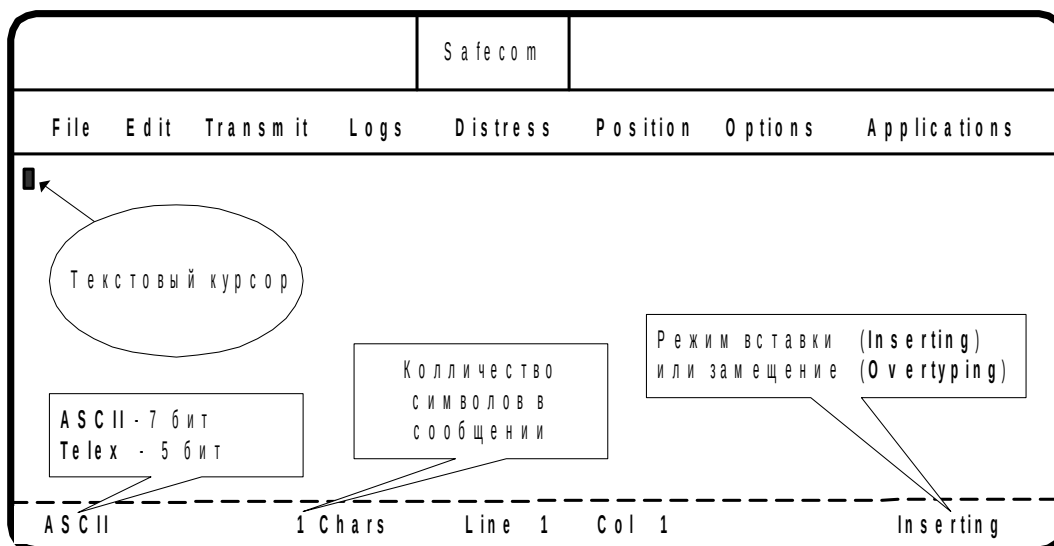 Safecom
File Edit Transmit Logs Distress Position Options Applications
Текстовый курсор
Режим вставки (Inserting)
или замещение (Overtyping)
Колличество
символов в
сообщении
ASCII - 7 бит
Telex - 5 бит
ASCII 1 Chars Line 1 Col 1 Inserting